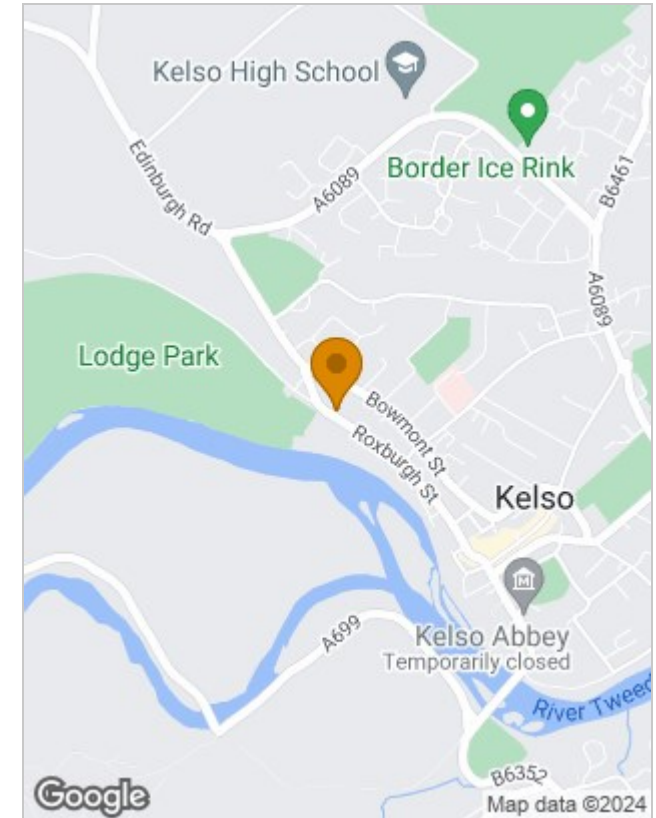 Kelso High School
Edinburgh Rd
A6089
Border Ice Rink
B6461
A6089
Lodge Park
Bowmont St
Roxburgh St
Kelso
Kelso Abbey
Temporarily closed
A699
River Tweed
B6352
Google
Map data ©2024